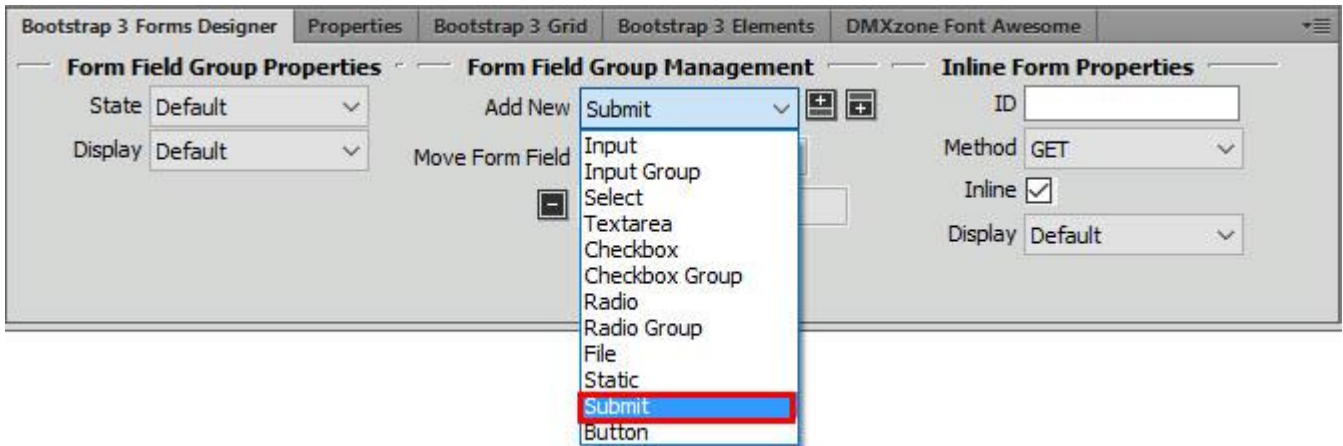 Bootstrap 3 Forms Designer Properties Bootstrap 3 Grid Bootstrap 3 Elements DMXzone Font Awesome
Form Field Group Properties Form Field Group Management Inline Form Properties
State Default Add New Submit ID
Display Default Move Form Field Method GET
Inline
Display Default
Input
Input Group
Select
Textarea
Checkbox
Checkbox Group
Radio
Radio Group
File
Static
Submit
Button